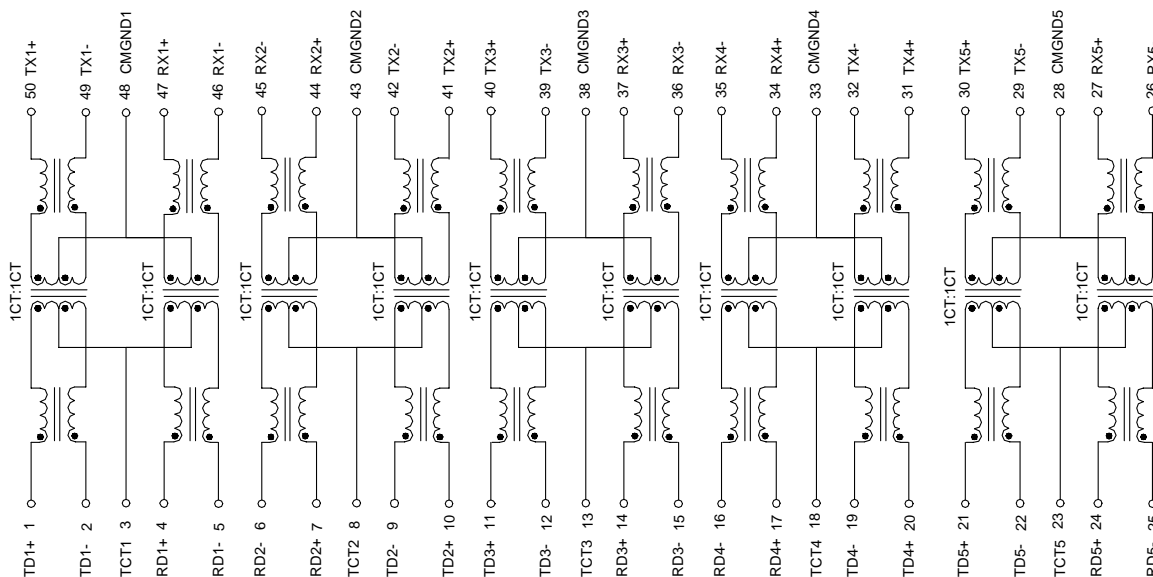 50 TX1+
49 TX1-
48 CMGND1
47 RX1+
46 RX1-
45 RX2-
44 RX2+
43 CMGND2
42 TX2-
41 TX2+
40 TX3+
39 TX3-
38 CMGND3
37 RX3+
36 RX3-
35 RX4-
34 RX4+
33 CMGND4
32 TX4-
31 TX4+
30 TX5+
29 TX5-
28 CMGND5
27 RX5+
26 RX5
1CT:1CT
1CT:1CT
1CT:1CT
1CT:1CT
1CT:1CT
1CT:1CT
1CT:1CT
1CT:1CT
1CT:1CT
1CT:1CT
TD1+ 1
TD1- 2
TCT1 3
RD1+ 4
RD1- 5
RD2- 6
RD2+ 7
TCT2 8
TD2- 9
TD2+ 10
TD3+ 11
TD3- 12
TCT3 13
RD3+ 14
RD3- 15
RD4- 16
RD4+ 17
TCT4 18
TD4- 19
TD4+ 20
TD5+ 21
TD5- 22
TCT5 23
RD5+ 24
RD5- 25